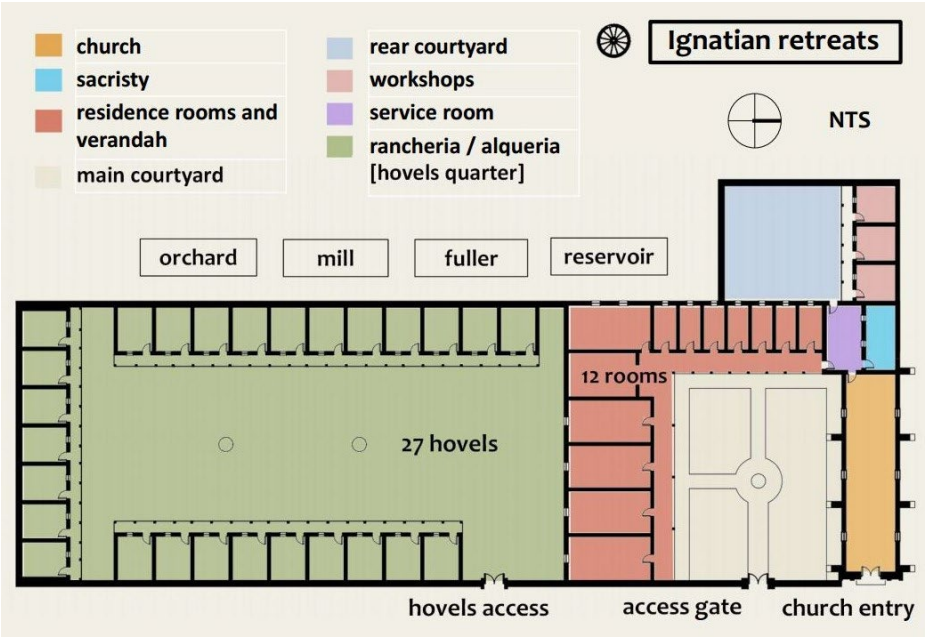 church
sacristy
residence rooms and
verandah
main courtyard
rear courtyard
workshops
service room
rancheria / alqueria
[hovels quarter]
Ignatian retreats
NTS
orchard
mill
fuller
reservoir
12 rooms
27 hovels
hovels access
access gate
church entry